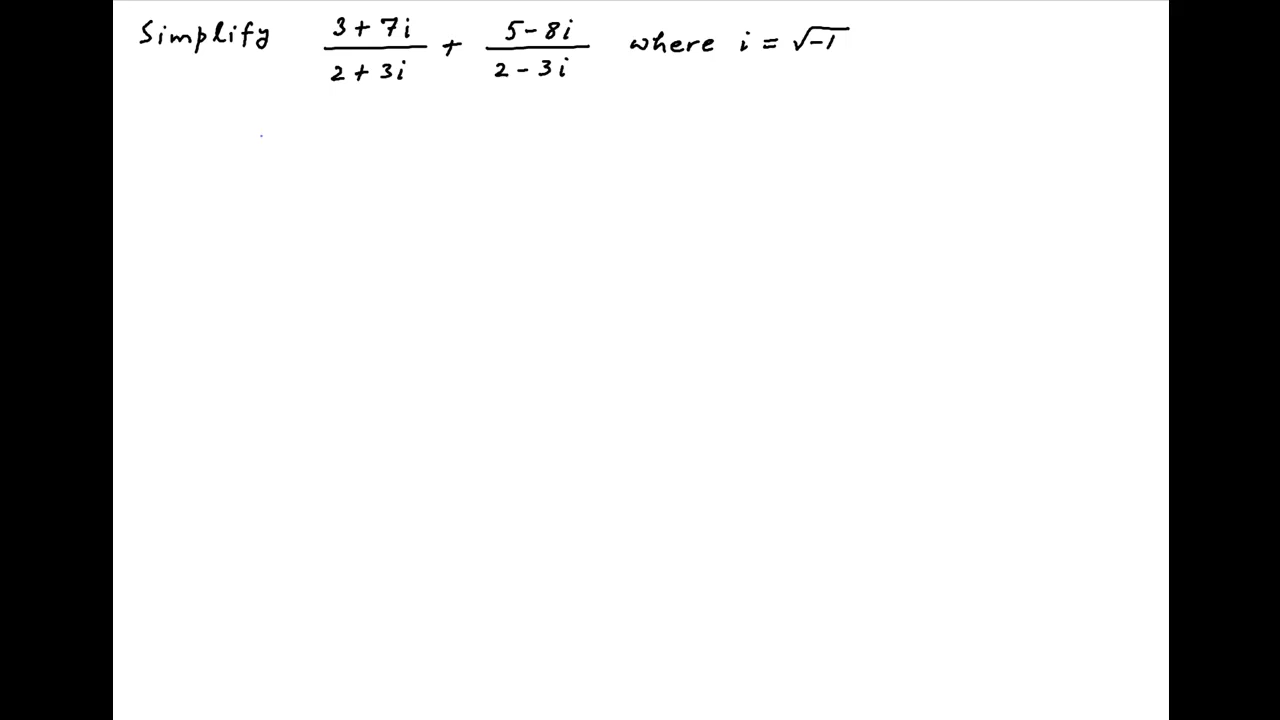 Simplify (3 + 7i)/(2 + 3i) + (5 - 8i)/(2 - 3i) where i = √-1